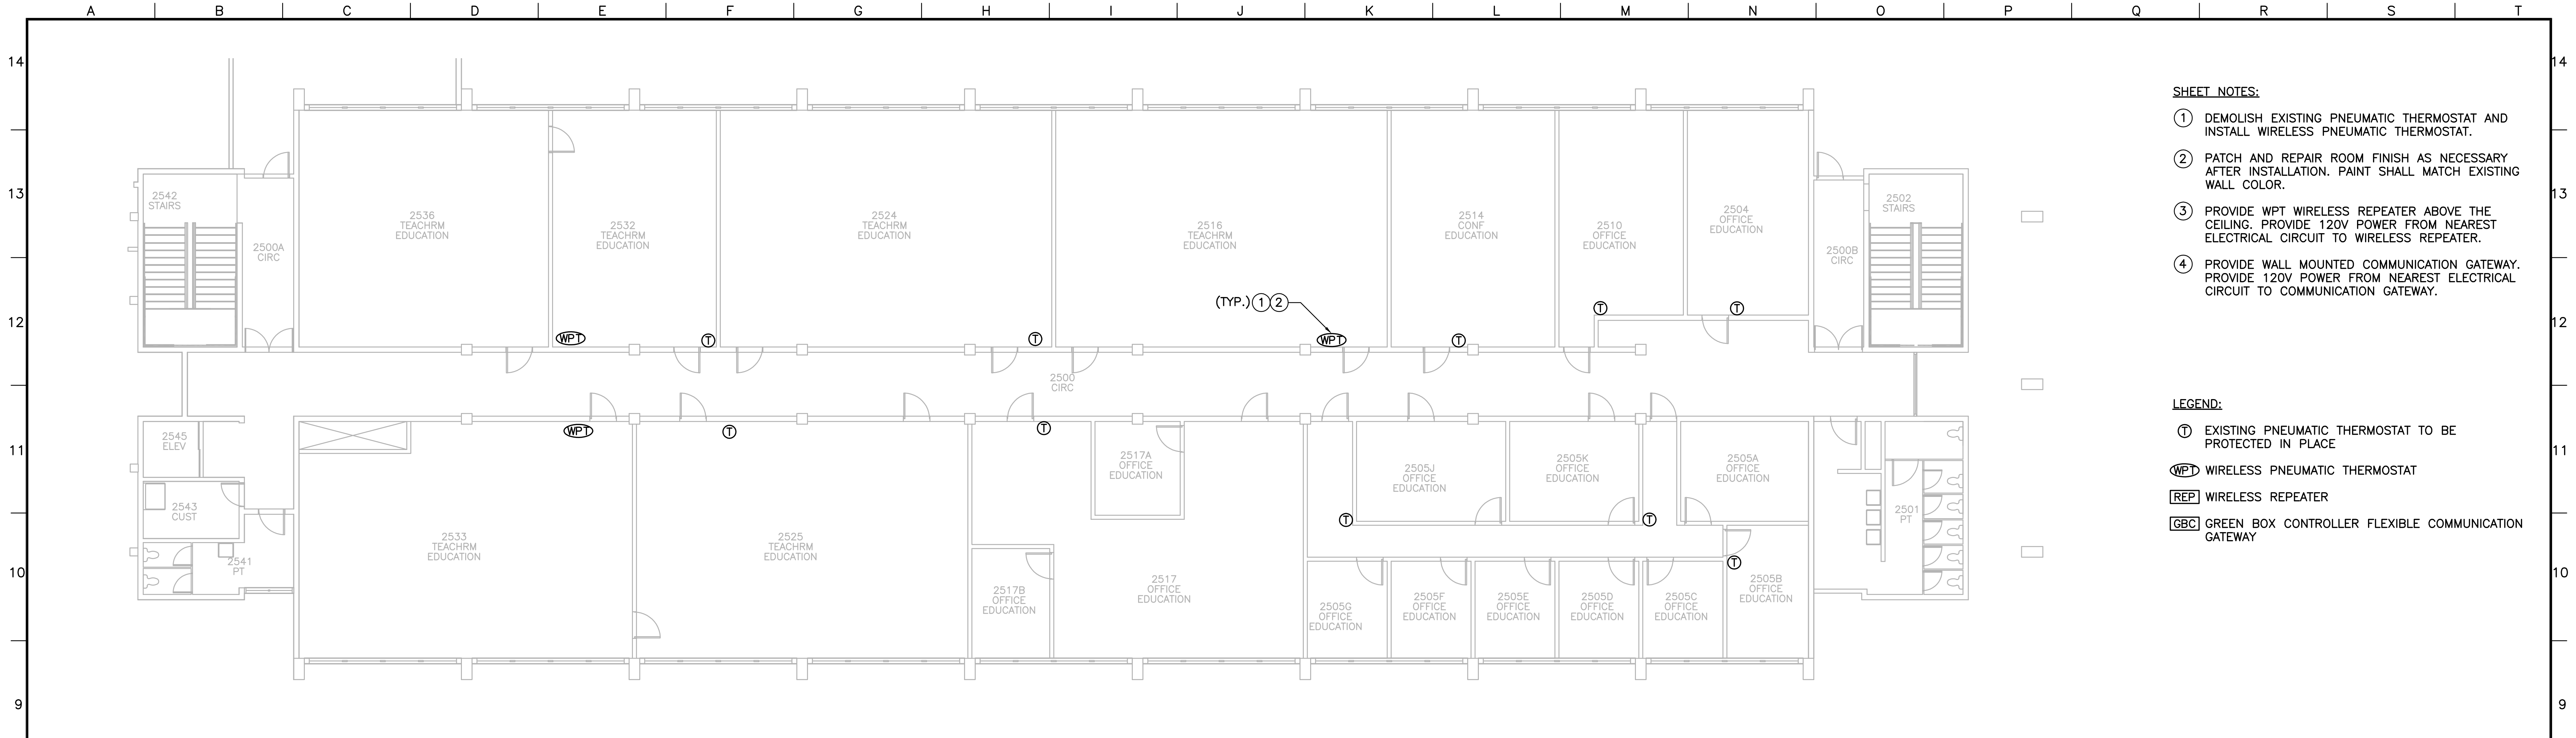 A B C D E F G H I J K L M N O P Q R S T
14 14
13 13
12 12
11 11
10 10
9 9
2542
STAIRS
2500A
CIRC
2536
TEACHRM
EDUCATION
2532
TEACHRM
EDUCATION
2524
TEACHRM
EDUCATION
2516
TEACHRM
EDUCATION
2514
CONF
EDUCATION
2510
OFFICE
EDUCATION
2504
OFFICE
EDUCATION
2500B
CIRC
2502
STAIRS
(TYP.) 1 2
WPT
T
T
WPT
T
T
T
2500
CIRC
2545
ELEV
2543
CUST
2541
PT
WPT
T
T
2533
TEACHRM
EDUCATION
2525
TEACHRM
EDUCATION
2517A
OFFICE
EDUCATION
2517B
OFFICE
EDUCATION
2517
OFFICE
EDUCATION
2505J
OFFICE
EDUCATION
2505K
OFFICE
EDUCATION
2505A
OFFICE
EDUCATION
T
T
T
2505G
OFFICE
EDUCATION
2505F
OFFICE
EDUCATION
2505E
OFFICE
EDUCATION
2505D
OFFICE
EDUCATION
2505C
OFFICE
EDUCATION
2505B
OFFICE
EDUCATION
2501
PT
SHEET NOTES:
1 DEMOLISH EXISTING PNEUMATIC THERMOSTAT AND
INSTALL WIRELESS PNEUMATIC THERMOSTAT.
2 PATCH AND REPAIR ROOM FINISH AS NECESSARY
AFTER INSTALLATION. PAINT SHALL MATCH EXISTING
WALL COLOR.
3 PROVIDE WPT WIRELESS REPEATER ABOVE THE
CEILING. PROVIDE 120V POWER FROM NEAREST
ELECTRICAL CIRCUIT TO WIRELESS REPEATER.
4 PROVIDE WALL MOUNTED COMMUNICATION GATEWAY.
PROVIDE 120V POWER FROM NEAREST ELECTRICAL
CIRCUIT TO COMMUNICATION GATEWAY.
LEGEND:
T EXISTING PNEUMATIC THERMOSTAT TO BE
PROTECTED IN PLACE
WPT WIRELESS PNEUMATIC THERMOSTAT
REP WIRELESS REPEATER
GBC GREEN BOX CONTROLLER FLEXIBLE COMMUNICATION
GATEWAY